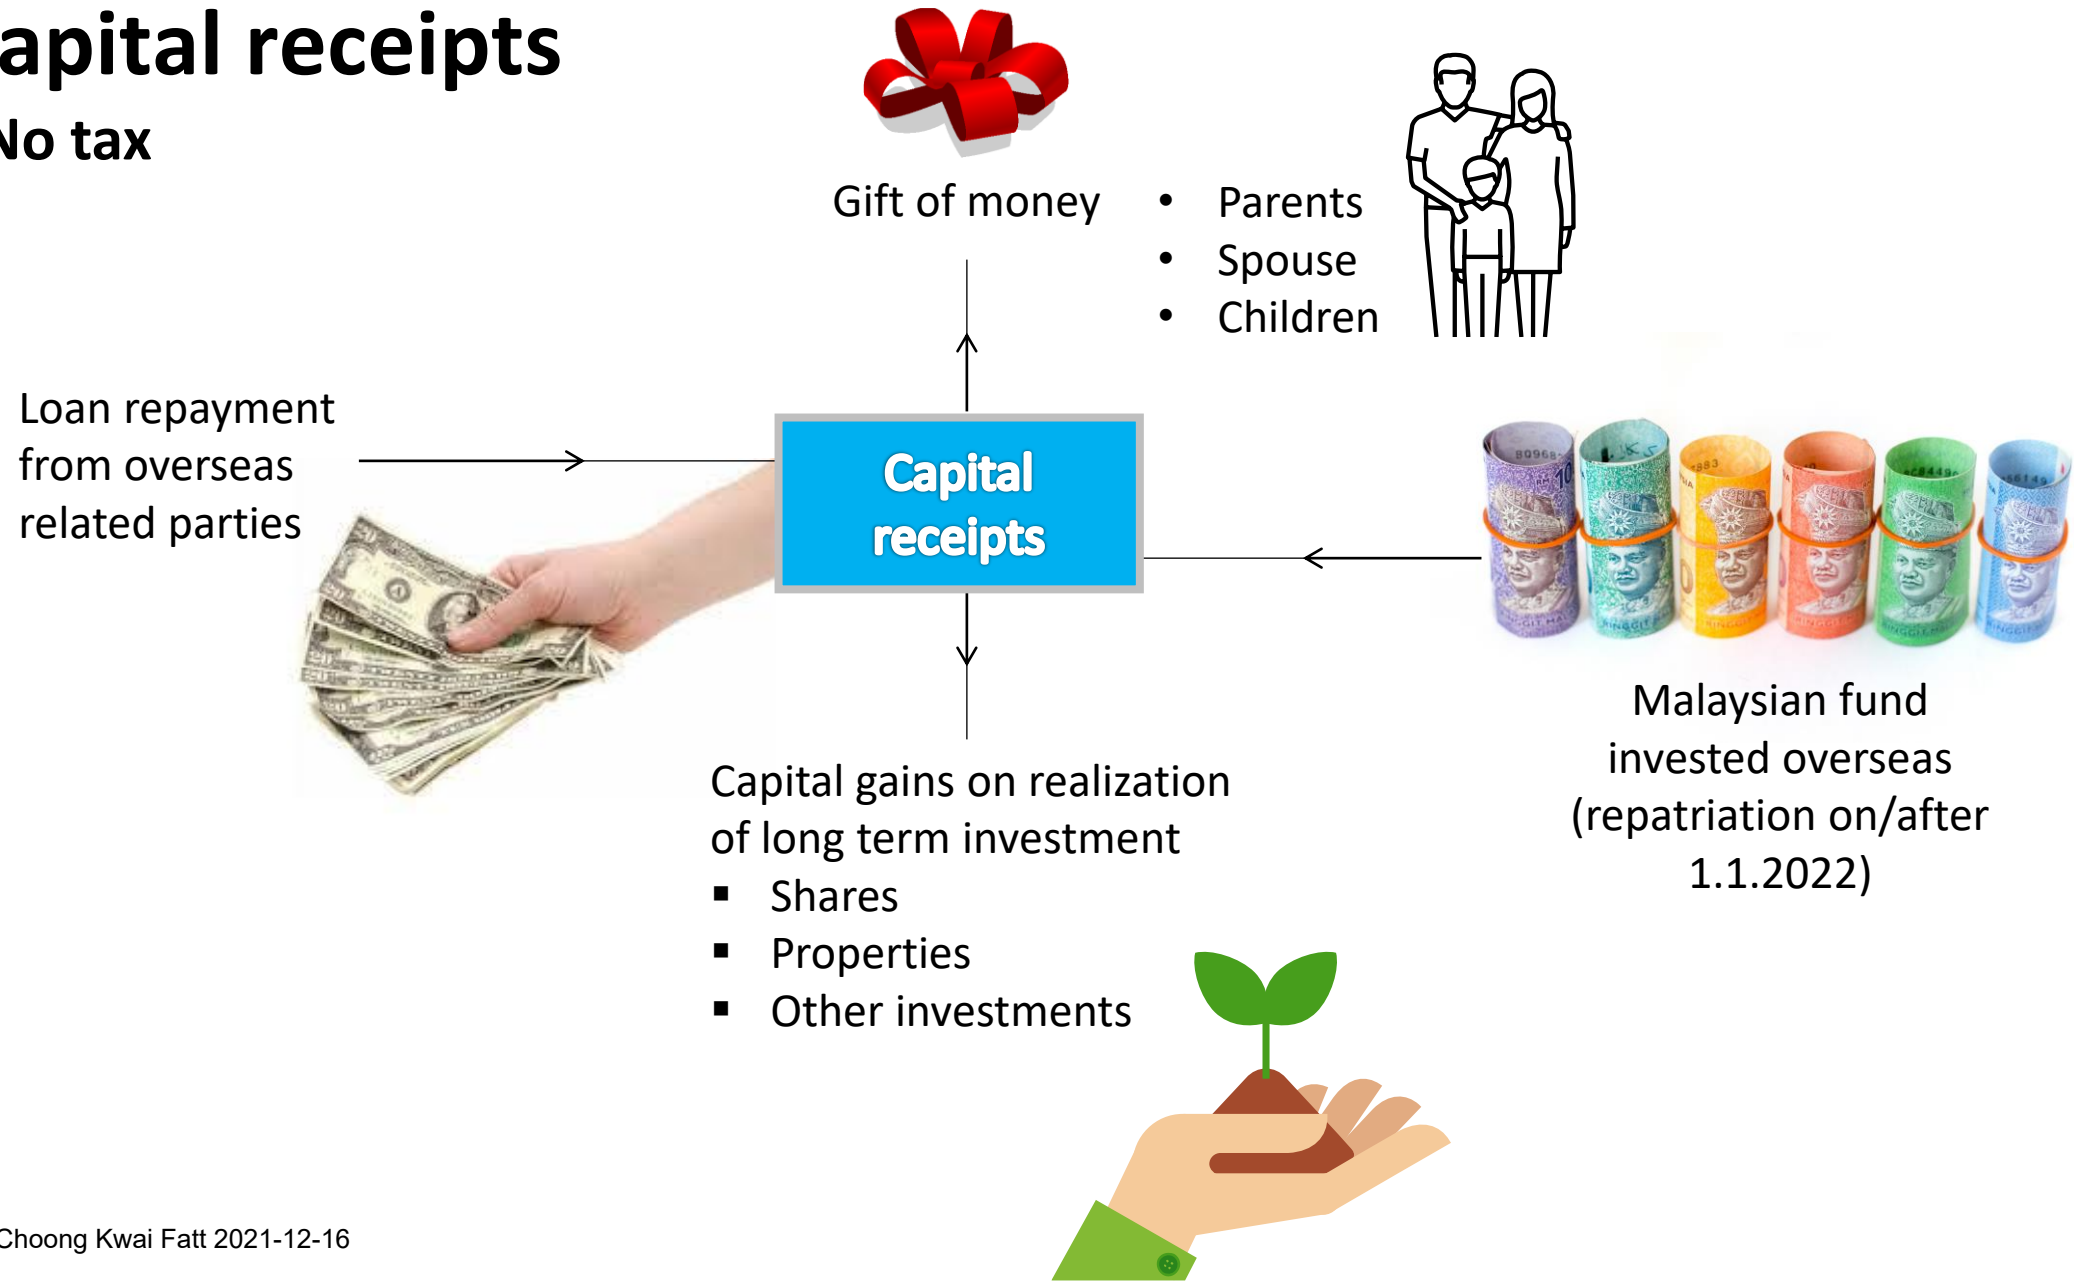 apital receipts
No tax
Gift of money
• Parents
• Spouse
• Children
Loan repayment
from overseas
related parties
Capital
receipts
Malaysian fund
invested overseas
(repatriation on/after
1.1.2022)
Capital gains on realization
of long term investment
▪ Shares
▪ Properties
▪ Other investments
Choong Kwai Fatt 2021-12-16